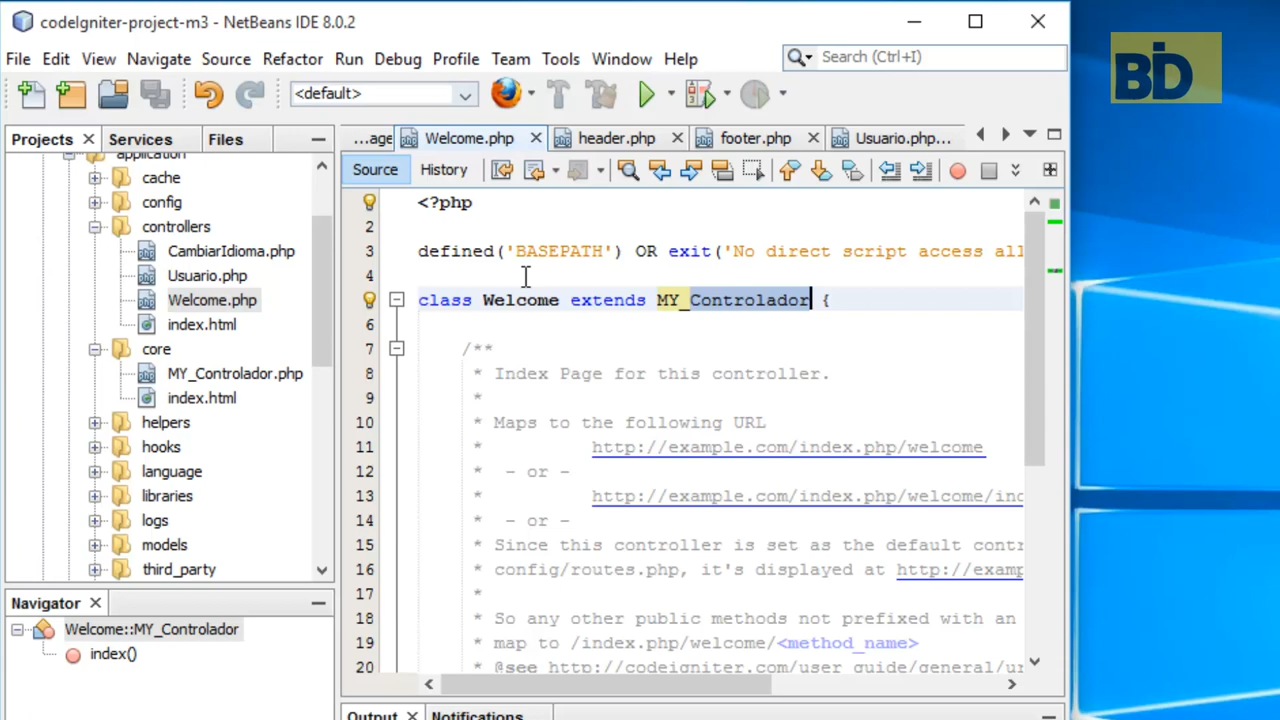 codeIgniter-project-m3 - NetBeans IDE 8.0.2
BiD
File Edit View Navigate Source Refactor Run Debug Profile Team Tools Window Help
Search (Ctrl+I)
<default>
Projects Services Files
...age Welcome.php header.php footer.php Usuario.php...
Source History
application
cache
config
controllers
CambiarIdioma.php
Usuario.php
Welcome.php
index.html
core
MY_Controlador.php
index.html
helpers
hooks
language
libraries
logs
models
third_party
Navigator
Welcome::MY_Controlador
index()
1 <?php
2
3 defined('BASEPATH') OR exit('No direct script access all
4
class Welcome extends MY_Controlador {
6
7 /**
8 * Index Page for this controller.
9 *
10 * Maps to the following URL
11 * http://example.com/index.php/welcome
12 * - or -
13 * http://example.com/index.php/welcome/inc
14 * - or -
15 * Since this controller is set as the default contr
16 * config/routes.php, it's displayed at http://examp
17 *
18 * So any other public methods not prefixed with an
19 * map to /index.php/welcome/<method_name>
20 * @see http://codeigniter.com/user_guide/general/ur
Output Notifications